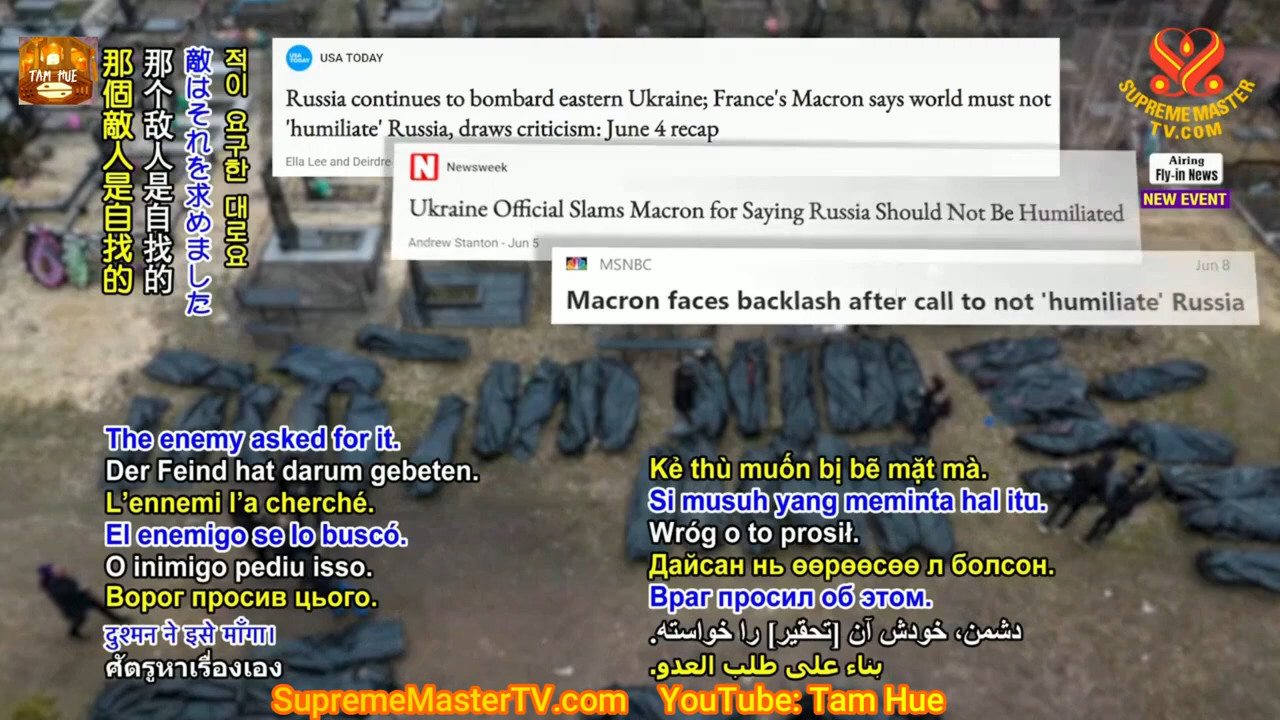 TAM HUE
那個敵人是自找的
那个敌人是自找的
敵はそれを求めました
적이 요구한 대로요
USA TODAY
USA TODAY
Russia continues to bombard eastern Ukraine; France's Macron says world must not
'humiliate' Russia, draws criticism: June 4 recap
Ella Lee and Deirdre
N Newsweek
Ukraine Official Slams Macron for Saying Russia Should Not Be Humiliated
Andrew Stanton - Jun 5
MSNBC Jun 8
Macron faces backlash after call to not 'humiliate' Russia
SUPREME MASTER
TV.COM
Airing
Fly-in News
NEW EVENT
The enemy asked for it.
Der Feind hat darum gebeten.
L'ennemi l'a cherché.
El enemigo se lo buscó.
O inimigo pediu isso.
Ворог просив цього.
दुश्मन ने इसे माँगा।
ศัตรูหาเรื่องเอง
Kẻ thù muốn bị bẽ mặt mà.
Si musuh yang meminta hal itu.
Wróg o to prosił.
Дайсан нь өөрөөсөө л болсон.
Враг просил об этом.
دشمن، خودش آن [تحقیر] را خواسته.
بناء على طلب العدو.
SupremeMasterTV.com YouTube: Tam Hue